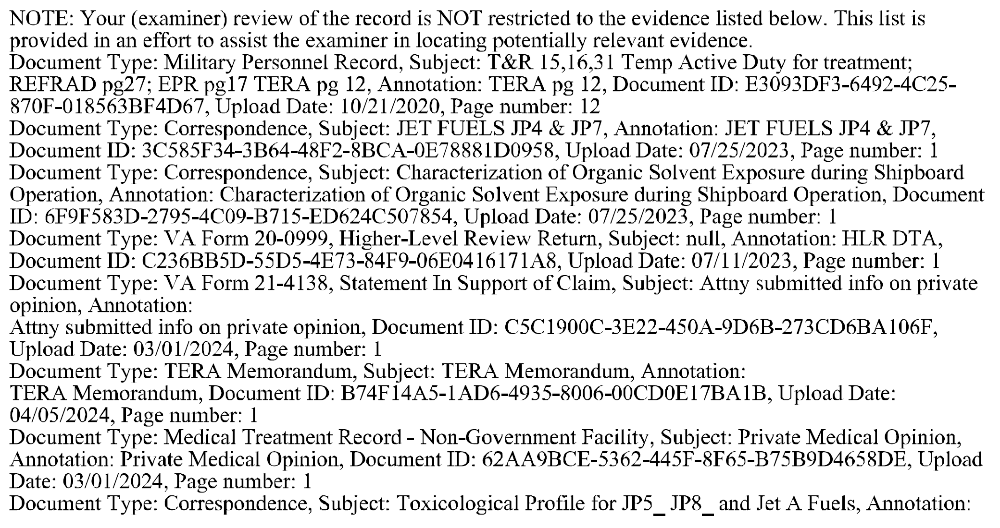 NOTE: Your (examiner) review of the record is NOT restricted to the evidence listed below. This list is
provided in an effort to assist the examiner in locating potentially relevant evidence.
Document Type: Military Personnel Record, Subject: T&R 15,16,31 Temp Active Duty for treatment;
REFRAD pg27; EPR pg17 TERA pg 12, Annotation: TERA pg 12, Document ID: E3093DF3-6492-4C25-
870F-018563BF4D67, Upload Date: 10/21/2020, Page number: 12
Document Type: Correspondence, Subject: JET FUELS JP4 & JP7, Annotation: JET FUELS JP4 & JP7,
Document ID: 3C585F34-3B64-48F2-8BCA-0E78881D0958, Upload Date: 07/25/2023, Page number: 1
Document Type: Correspondence, Subject: Characterization of Organic Solvent Exposure during Shipboard
Operation, Annotation: Characterization of Organic Solvent Exposure during Shipboard Operation, Document
ID: 6F9F583D-2795-4C09-B715-ED624C507854, Upload Date: 07/25/2023, Page number: 1
Document Type: VA Form 20-0999, Higher-Level Review Return, Subject: null, Annotation: HLR DTA,
Document ID: C236BB5D-55D5-4E73-84F9-06E0416171A8, Upload Date: 07/11/2023, Page number: 1
Document Type: VA Form 21-4138, Statement In Support of Claim, Subject: Attny submitted info on private
opinion, Annotation:
Attny submitted info on private opinion, Document ID: C5C1900C-3E22-450A-9D6B-273CD6BA106F,
Upload Date: 03/01/2024, Page number: 1
Document Type: TERA Memorandum, Subject: TERA Memorandum, Annotation:
TERA Memorandum, Document ID: B74F14A5-1AD6-4935-8006-00CD0E17BA1B, Upload Date:
04/05/2024, Page number: 1
Document Type: Medical Treatment Record - Non-Government Facility, Subject: Private Medical Opinion,
Annotation: Private Medical Opinion, Document ID: 62AA9BCE-5362-445F-8F65-B75B9D4658DE, Upload
Date: 03/01/2024, Page number: 1
Document Type: Correspondence, Subject: Toxicological Profile for JP5_ JP8_ and Jet A Fuels, Annotation: